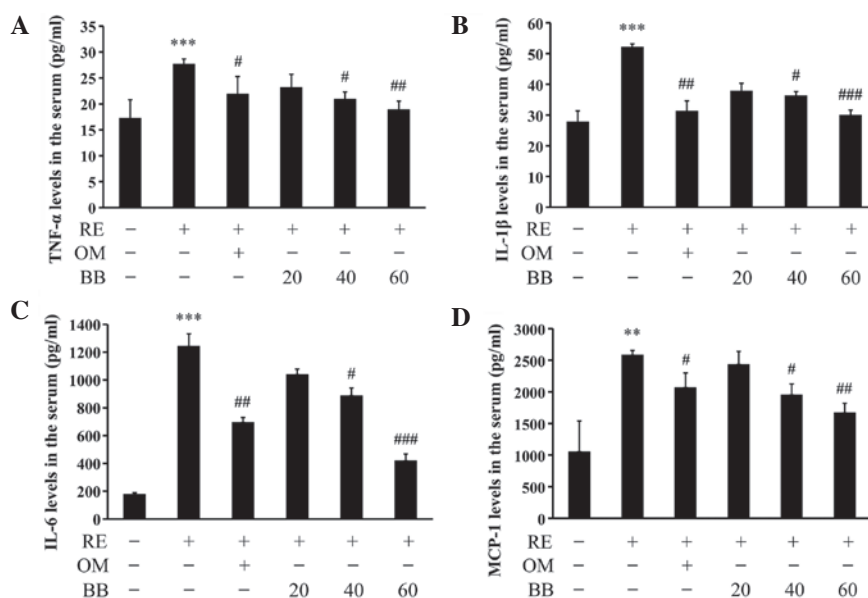 A
TNF-α levels in the serum (pg/ml)
35
30
25
20
15
10
5
0
***
#
#
##
RE − + + + + +
OM − − + − − −
BB − − − 20 40 60
B
IL-1β levels in the serum (pg/ml)
60
50
40
30
20
10
0
***
##
#
###
RE − + + + + +
OM − − + − − −
BB − − − 20 40 60
C
IL-6 levels in the serum (pg/ml)
1400
1200
1000
800
600
400
200
0
***
##
#
###
RE − + + + + +
OM − − + − − −
BB − − − 20 40 60
D
MCP-1 levels in the serum (pg/ml)
3000
2500
2000
1500
1000
500
0
**
#
#
##
RE − + + + + +
OM − − + − − −
BB − − − 20 40 60